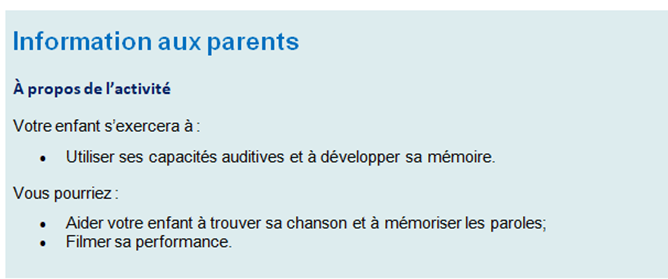 Information aux parents
À propos de l'activité
Votre enfant s'exercera à :
• Utiliser ses capacités auditives et à développer sa mémoire.
Vous pourriez :
• Aider votre enfant à trouver sa chanson et à mémoriser les paroles;
• Filmer sa performance.